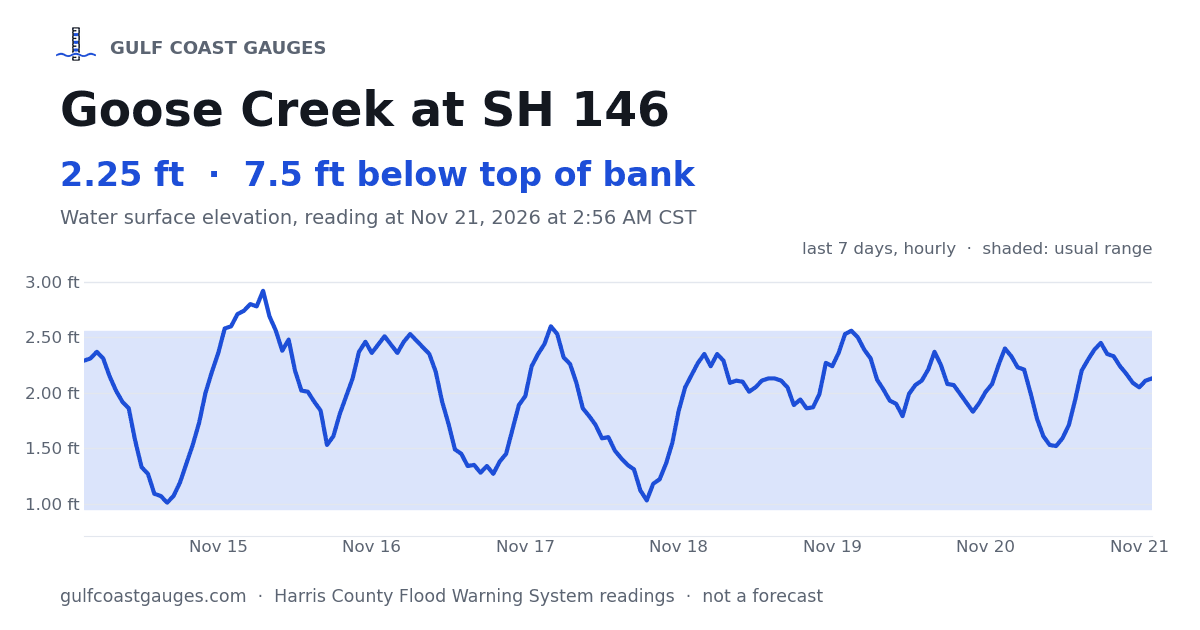 GULF COAST GAUGES
Goose Creek at SH 146
2.25 ft · 7.5 ft below top of bank
Water surface elevation, reading at Nov 21, 2026 at 2:56 AM CST
last 7 days, hourly · shaded: usual range
3.00 ft
2.50 ft
2.00 ft
1.50 ft
1.00 ft
Nov 15 Nov 16 Nov 17 Nov 18 Nov 19 Nov 20 Nov 21
gulfcoastgauges.com · Harris County Flood Warning System readings · not a forecast